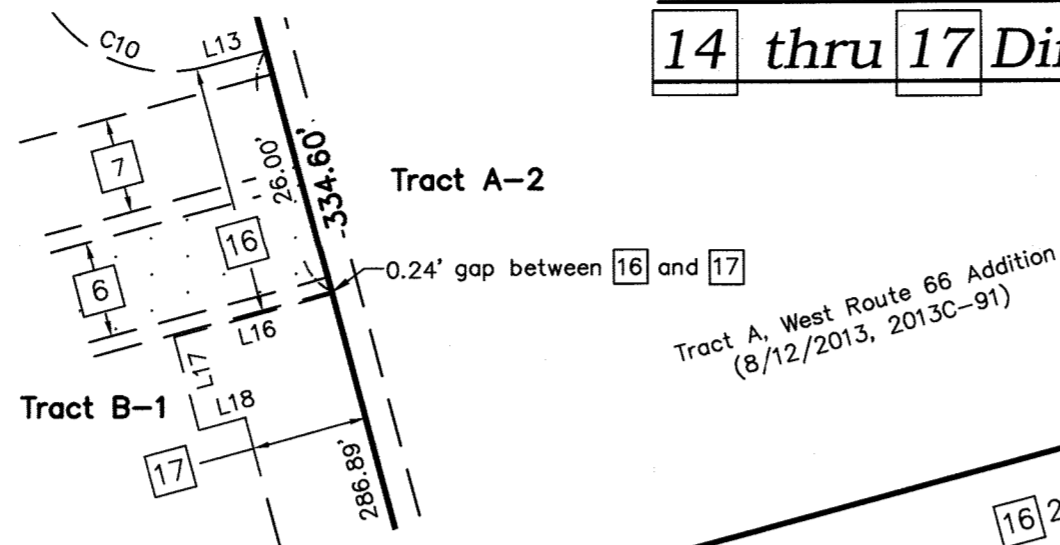 14 thru 17 Di
C10
L13
7
26.00'
334.60'
Tract A-2
16
6
0.24' gap between 16 and 17
Tract A, West Route 66 Addition
(8/12/2013, 2013C-91)
L16
L17
Tract B-1
L18
17
286.89'
16 2